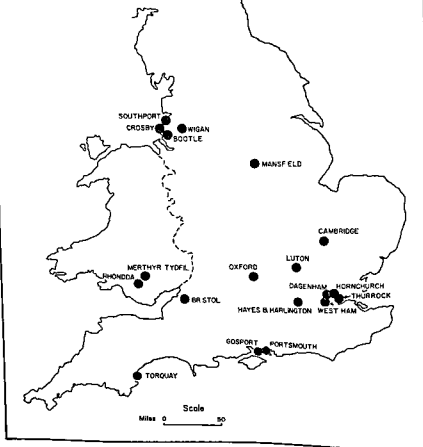 SOUTHPORT
CROSBY
WIGAN
BOOTLE
MANSFIELD
CAMBRIDGE
LUTON
OXFORD
MERTHYR TYDFIL
RHONDDA
DAGENHAM
HORNCHURCH
THURROCK
BRISTOL
HAYES & HARLINGTON
WEST HAM
GOSPORT
PORTSMOUTH
TORQUAY
Scale
Miles 0 50